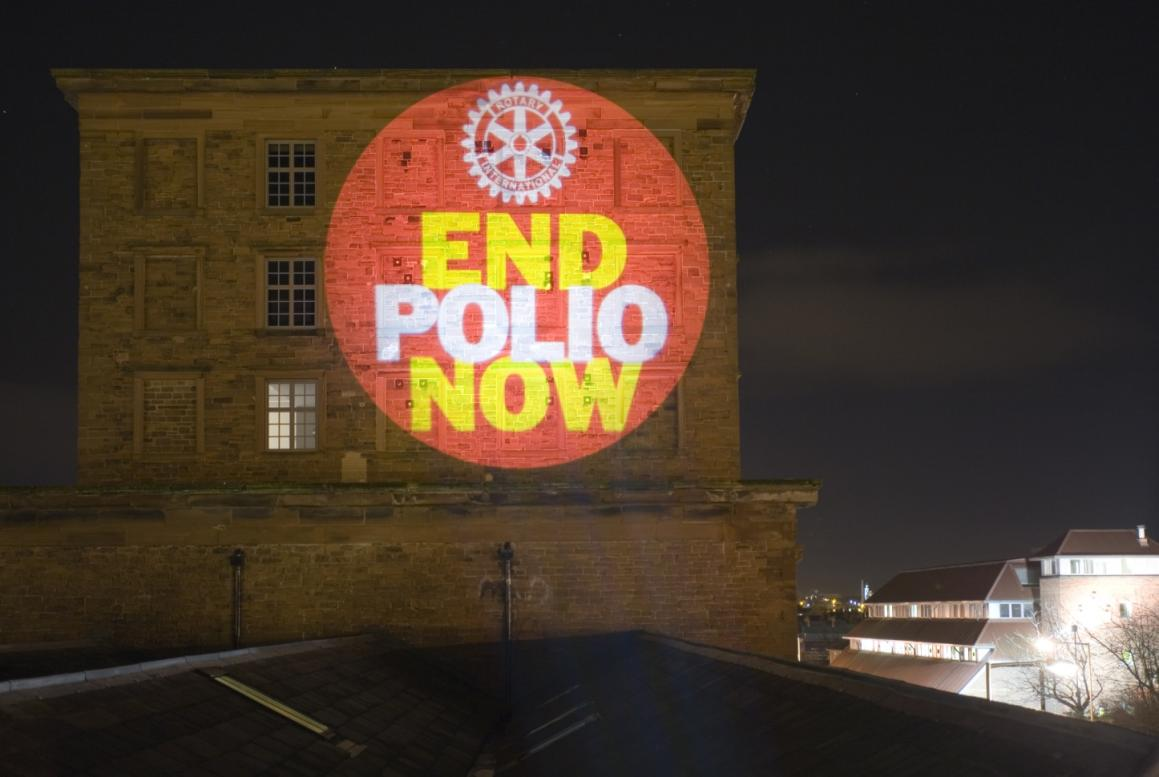 ROTARY
INTERNATIONAL
END
POLIO
NOW